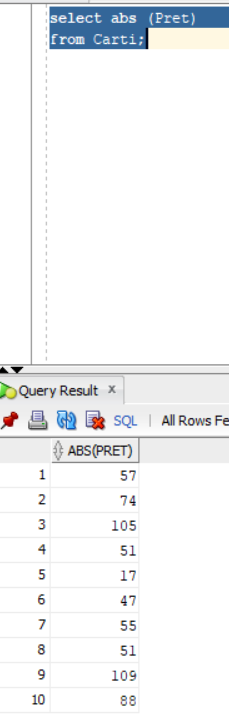 select abs (Pret)
from Carti;
Query Result x
SQL | All Rows Fe
ABS(PRET)
1 57
2 74
3 105
4 51
5 17
6 47
7 55
8 51
9 109
10 88